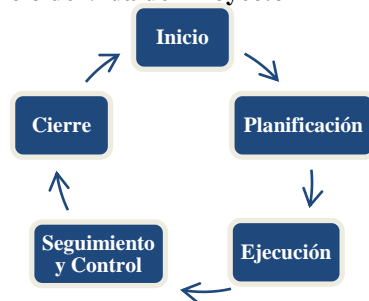 Inicio
Planificación
Ejecución
Seguimiento
y Control
Cierre